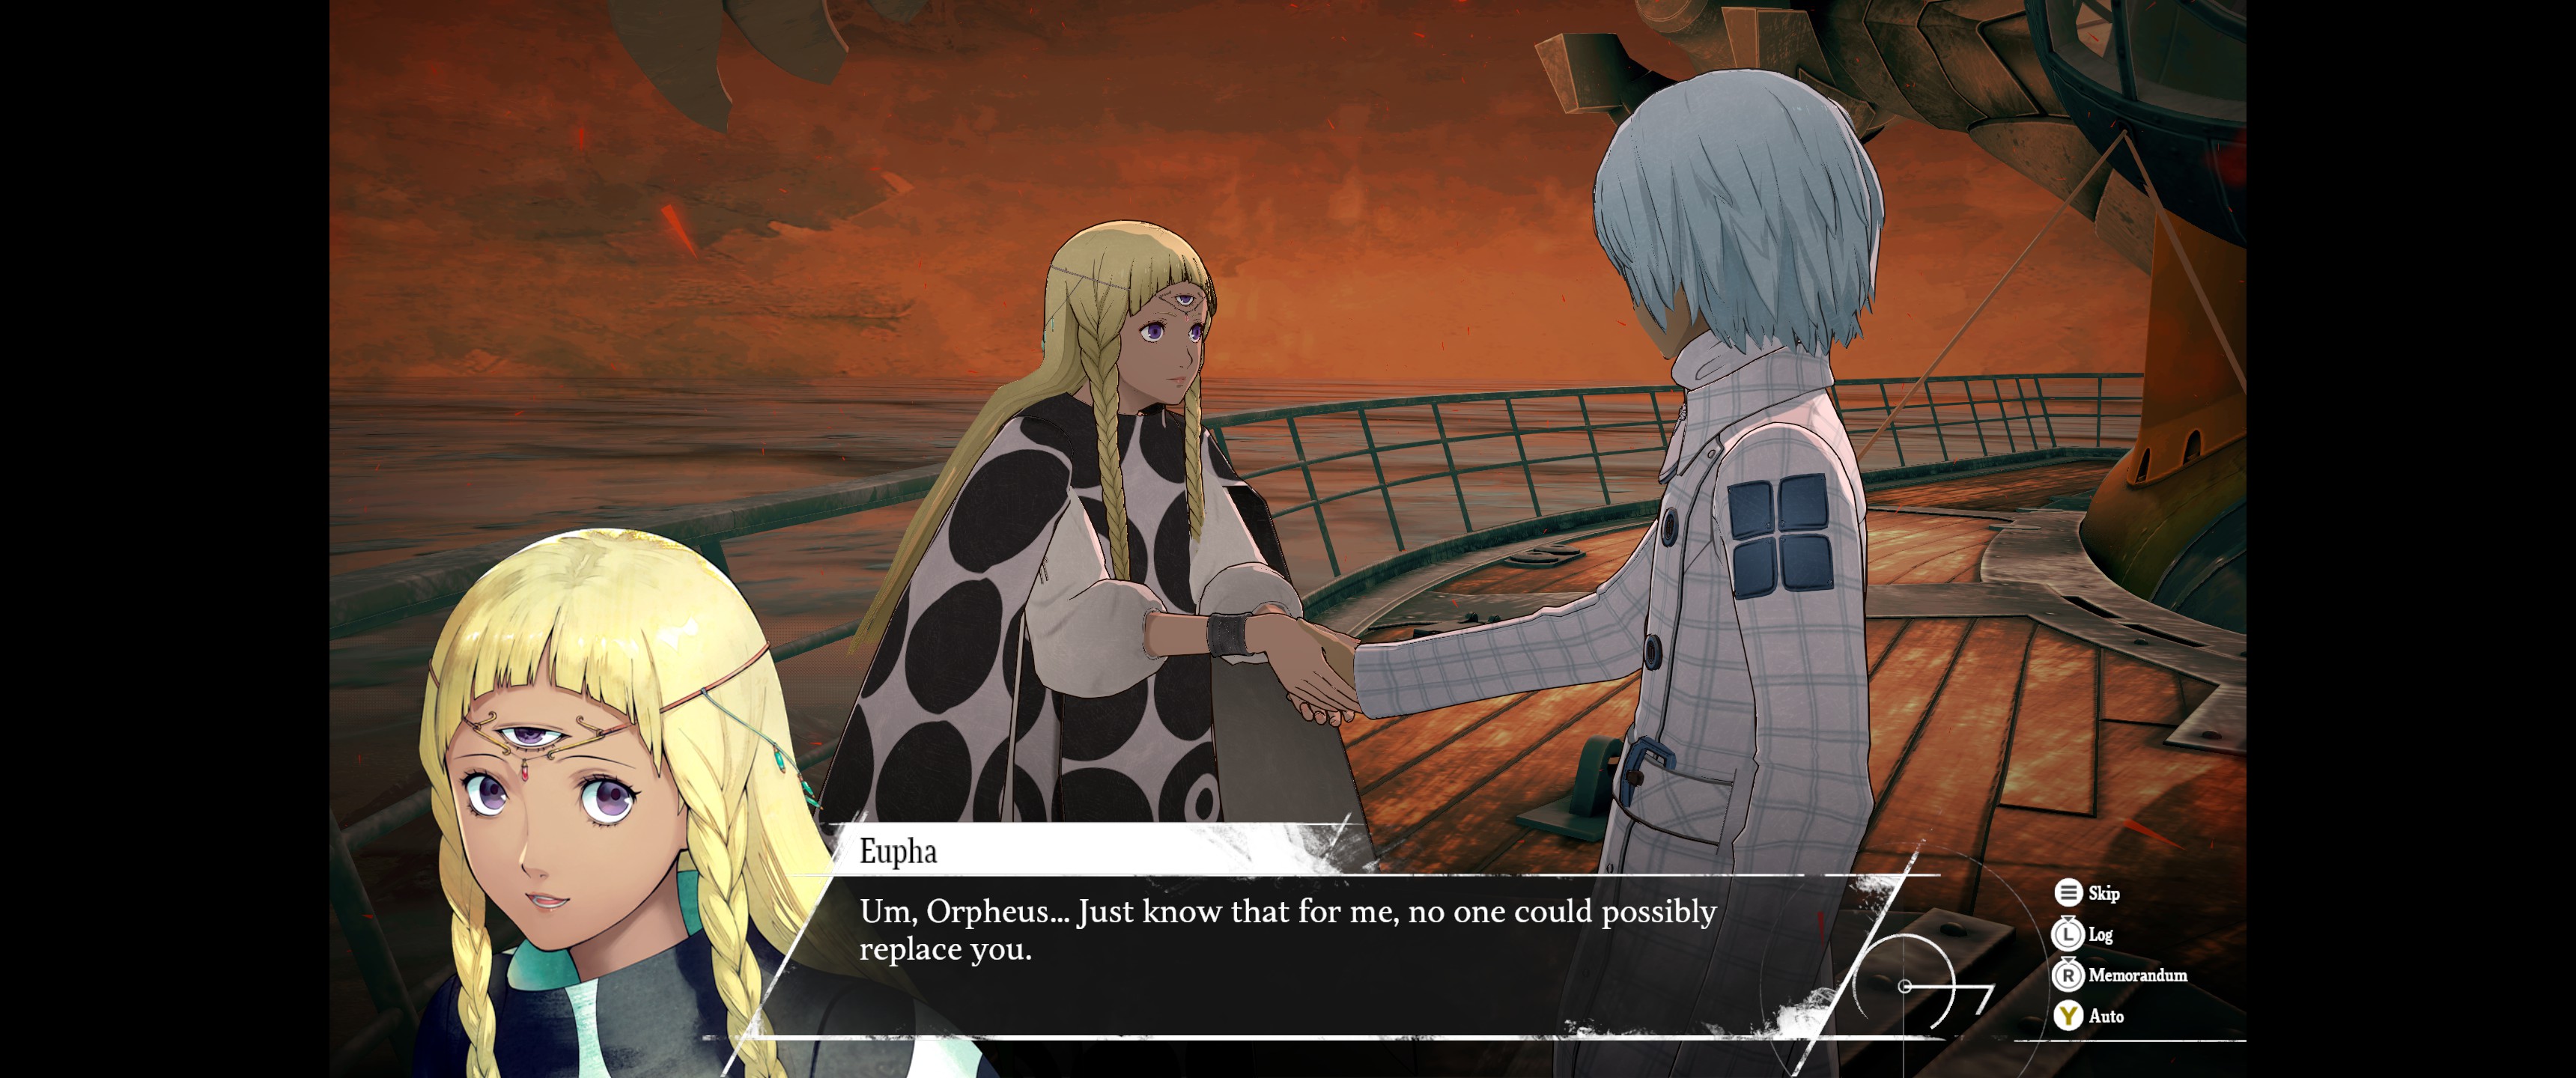 Eupha
Um, Orpheus... Just know that for me, no one could possibly
replace you.
Skip
L Log
R Memorandum
Y Auto